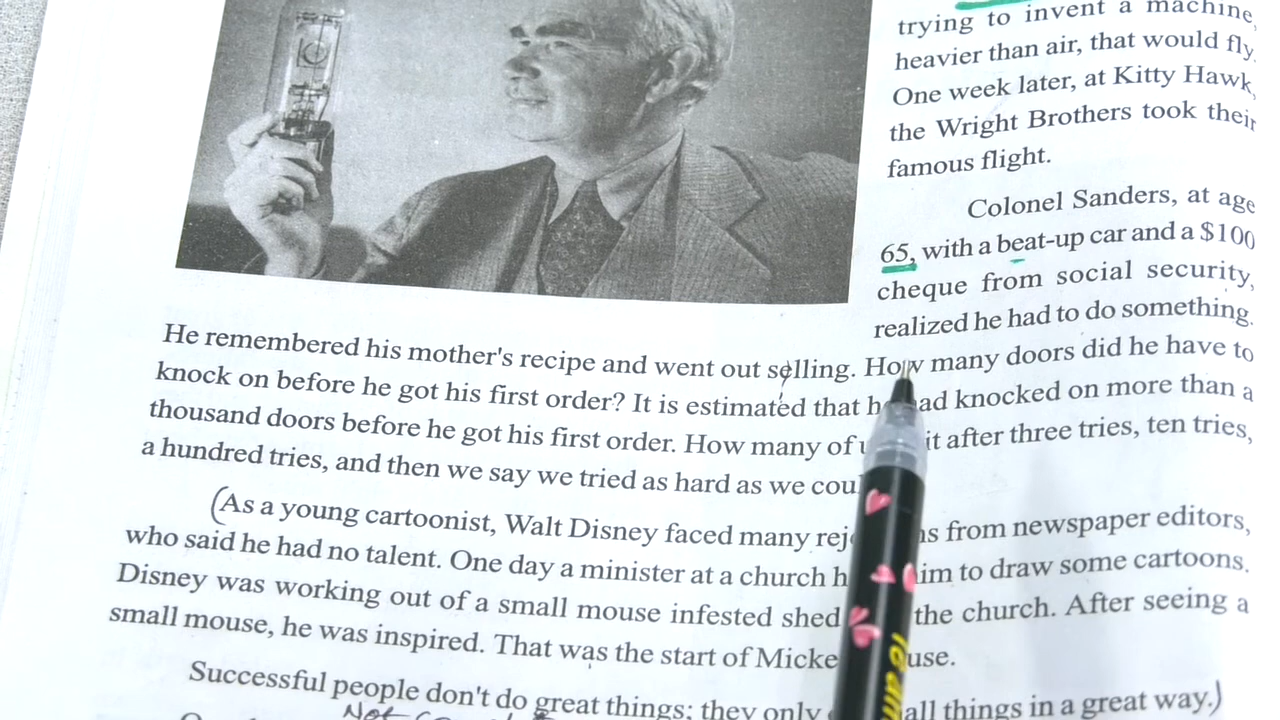 trying to invent a machine,
heavier than air, that would fly.
One week later, at Kitty Hawk,
the Wright Brothers took their
famous flight.
Colonel Sanders, at age
65, with a beat-up car and a $100
cheque from social security,
realized he had to do something.
He remembered his mother's recipe and went out selling. How many doors did he have to
knock on before he got his first order? It is estimated that he had knocked on more than a
thousand doors before he got his first order. How many of it after three tries, ten tries,
a hundred tries, and then we say we tried as hard as we
(As a young cartoonist, Walt Disney faced many from newspaper editors,
who said he had no talent. One day a minister at a church to draw some cartoons.
Disney was working out of a small mouse infested shed the church. After seeing a
small mouse, he was inspired. That was the start of
Successful people don't do great things; they only things in a great way.)
Not